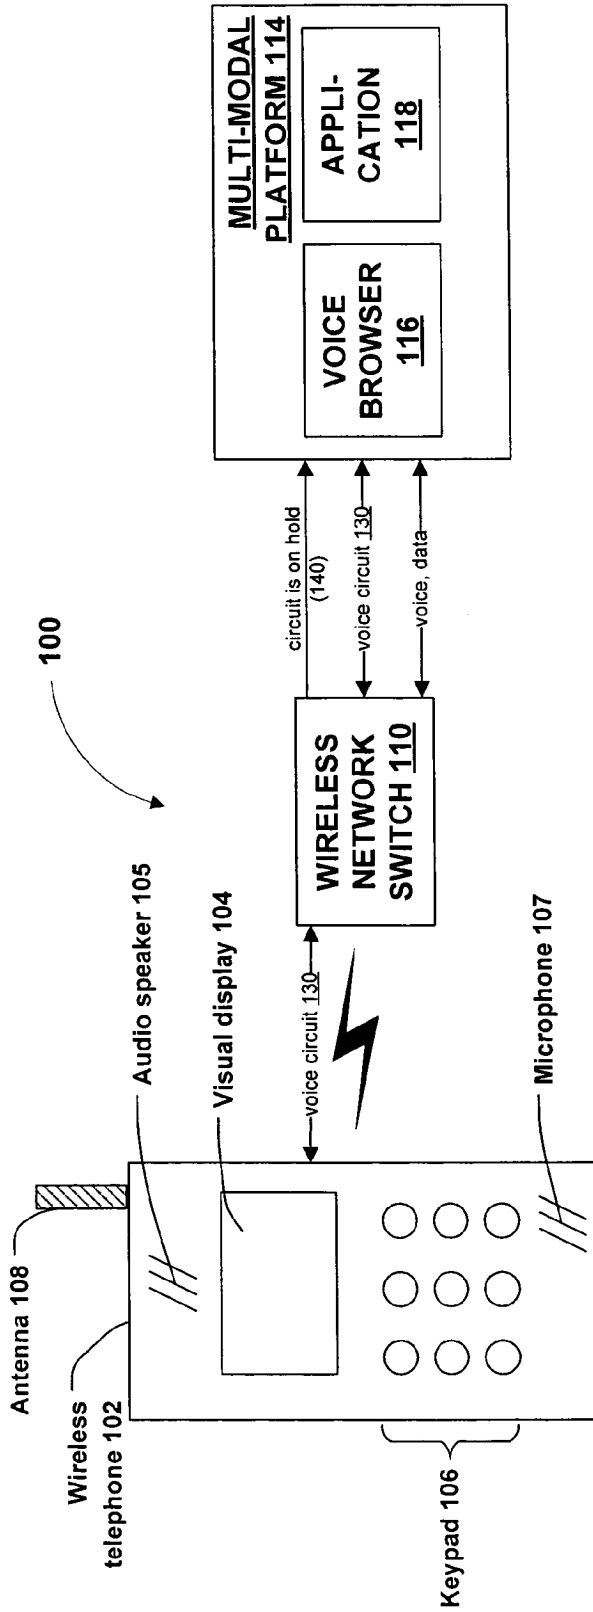 100
Antenna 108
Wireless
telephone 102
Audio speaker 105
Visual display 104
Keypad 106
Microphone 107
voice circuit 130
WIRELESS
NETWORK
SWITCH 110
circuit is on hold
(140)
voice circuit 130
voice, data
MULTI-MODAL
PLATFORM 114
VOICE
BROWSER
116
APPLI-
CATION
118